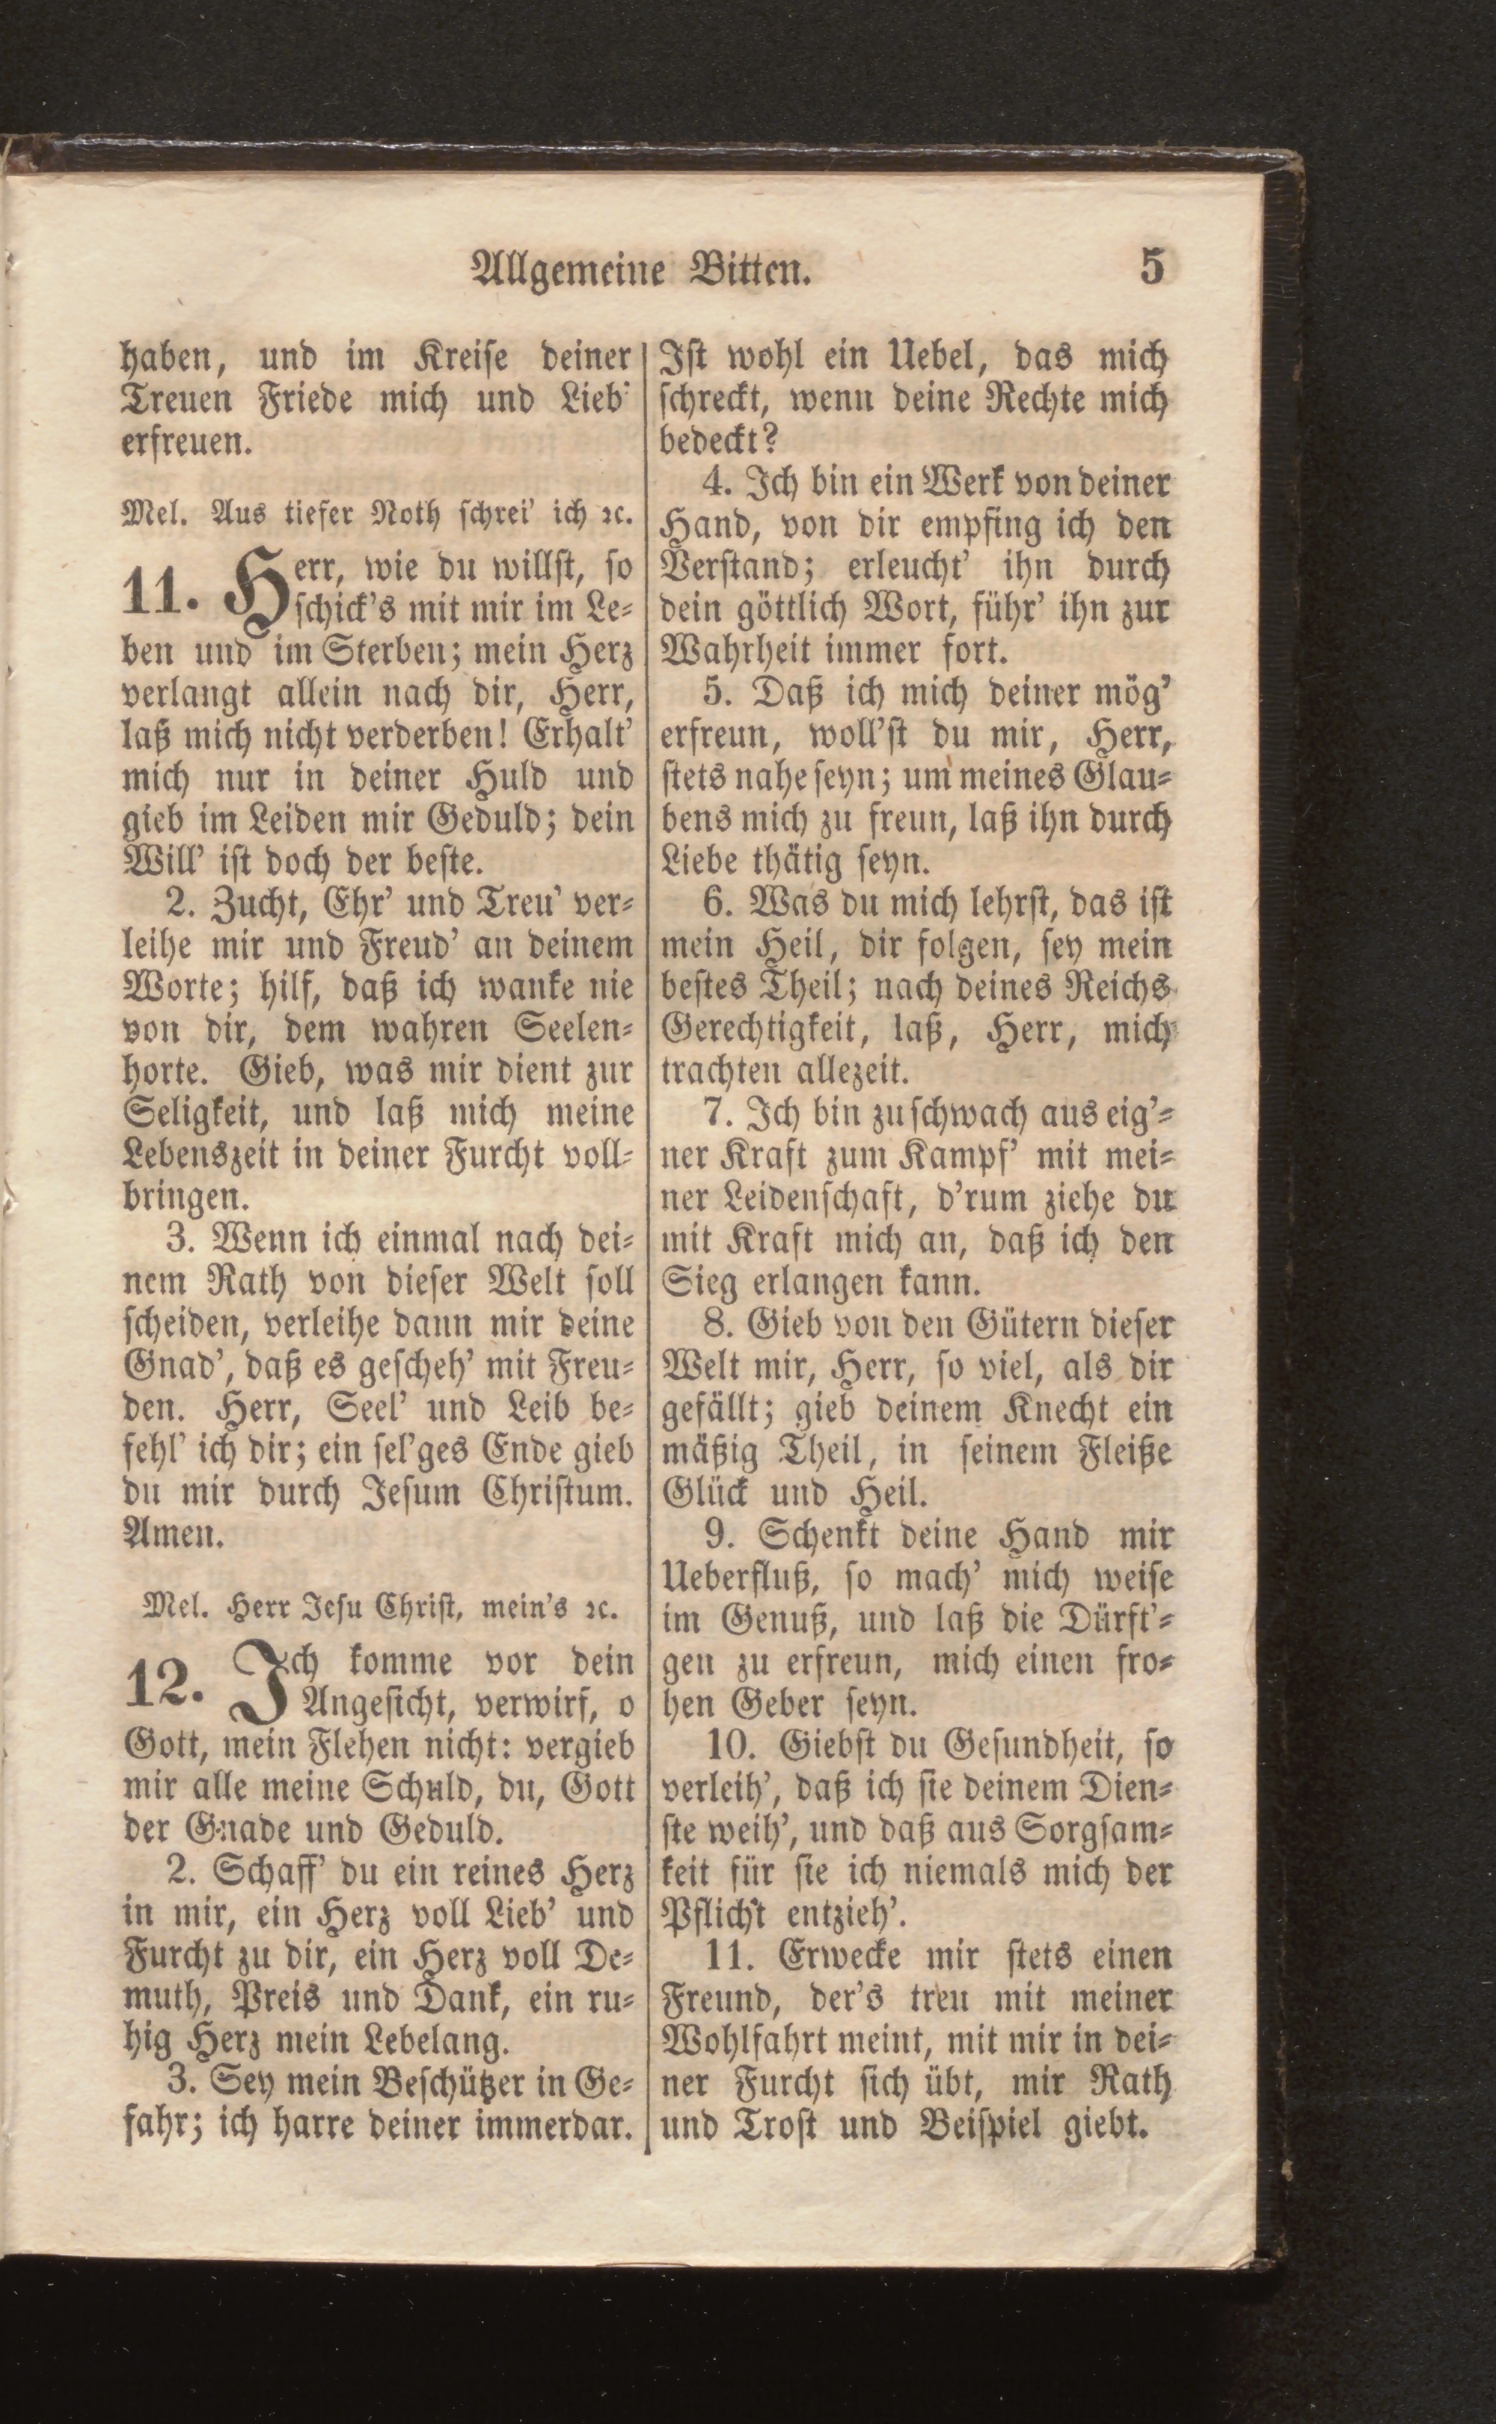 Allgemeine Bitten. 5
haben, und im Kreise deiner
Treuen Friede mich und Lieb'
erfreuen.
Mel. Aus tiefer Noth schrei' ich ꝛc.
11. Herr, wie du willst, so
schick's mit mir im Le-
ben und im Sterben; mein Herz
verlangt allein nach dir, Herr,
laß mich nicht verderben! Erhalt'
mich nur in deiner Huld und
gieb im Leiden mir Geduld; dein
Will' ist doch der beste.
2. Zucht, Ehr' und Treu' ver-
leihe mir und Freud' an deinem
Worte; hilf, daß ich wanke nie
von dir, dem wahren Seelen-
horte. Gieb, was mir dient zur
Seligkeit, und laß mich meine
Lebenszeit in deiner Furcht voll-
bringen.
3. Wenn ich einmal nach dei-
nem Rath von dieser Welt soll
scheiden, verleihe dann mir deine
Gnad', daß es gescheh' mit Freu-
den. Herr, Seel' und Leib be-
fehl' ich dir; ein sel'ges Ende gieb
du mir durch Jesum Christum.
Amen.
Mel. Herr Jesu Christ, mein's ꝛc.
12. Ich komme vor dein
Angesicht, verwirf, o
Gott, mein Flehen nicht: vergieb
mir alle meine Schuld, du, Gott
der Gnade und Geduld.
2. Schaff' du ein reines Herz
in mir, ein Herz voll Lieb' und
Furcht zu dir, ein Herz voll De-
muth, Preis und Dank, ein ru-
hig Herz mein Lebelang.
3. Sey mein Beschützer in Ge-
fahr; ich harre deiner immerdar.
Ist wohl ein Uebel, das mich
schreckt, wenn deine Rechte mich
bedeckt?
4. Ich bin ein Werk von deiner
Hand, von dir empfing ich den
Verstand; erleucht' ihn durch
dein göttlich Wort, führ' ihn zur
Wahrheit immer fort.
5. Daß ich mich deiner mög'
erfreun, woll'st du mir, Herr,
stets nahe seyn; um meines Glau-
bens mich zu freun, laß ihn durch
Liebe thätig seyn.
6. Was du mich lehrst, das ist
mein Heil, dir folgen, sey mein
bestes Theil; nach deines Reichs
Gerechtigkeit, laß, Herr, mich
trachten allezeit.
7. Ich bin zu schwach aus eig'-
ner Kraft zum Kampf' mit mei-
ner Leidenschaft, d'rum ziehe du
mit Kraft mich an, daß ich den
Sieg erlangen kann.
8. Gieb von den Gütern dieser
Welt mir, Herr, so viel, als dir
gefällt; gieb deinem Knecht ein
mäßig Theil, in seinem Fleiße
Glück und Heil.
9. Schenkt deine Hand mir
Ueberfluß, so mach' mich weise
im Genuß, und laß die Dürft'-
gen zu erfreun, mich einen fro-
hen Geber seyn.
10. Giebst du Gesundheit, so
verleih', daß ich sie deinem Dien-
ste weih', und daß aus Sorgsam-
keit für sie ich niemals mich der
Pflicht entzieh'.
11. Erwecke mir stets einen
Freund, der's treu mit meiner
Wohlfahrt meint, mit mir in dei-
ner Furcht sich übt, mir Rath
und Trost und Beispiel giebt.